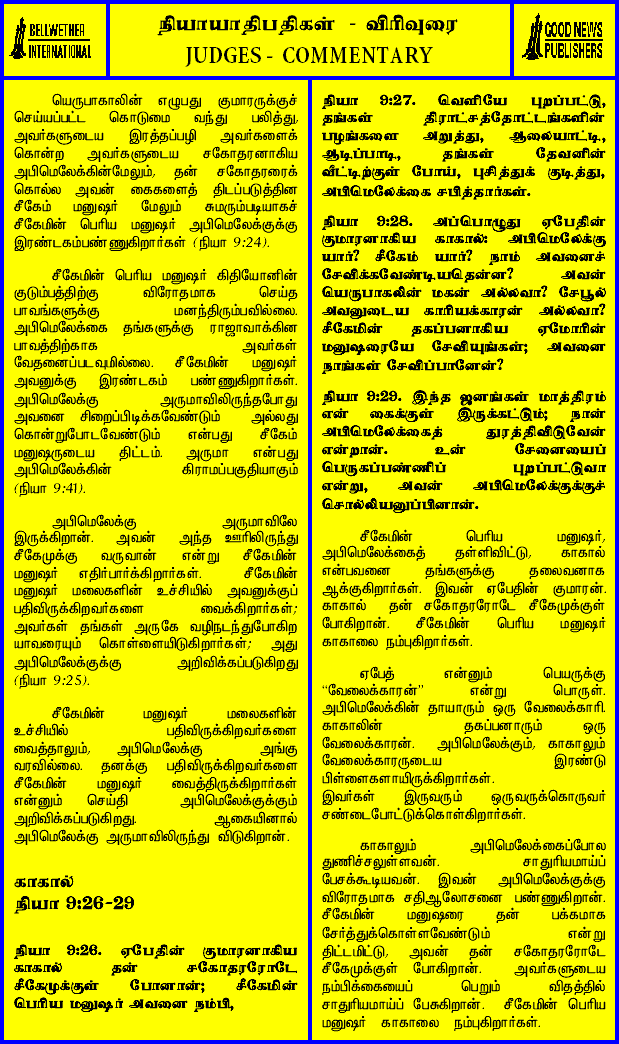 BELLWETHER
INTERNATIONAL
நியாயாதிபதிகள் - விரிவுரை
JUDGES - COMMENTARY
GOOD NEWS
PUBLISHERS
யெருபாகாலின் எழுபது குமாரருக்குச்
செய்யப்பட்ட கொடுமை வந்து பலித்து,
அவர்களுடைய இரத்தப்பழி அவர்களைக்
கொன்ற அவர்களுடைய சகோதரனாகிய
அபிமெலேக்கின்மேலும், தன் சகோதரரைக்
கொல்ல அவன் கைகளைத் திடப்படுத்தின
சீகேம் மனுஷர் மேலும் சுமரும்படியாகச்
சீகேமின் பெரிய மனுஷர் அபிமெலேக்குக்கு
இரண்டகம்பண்ணுகிறார்கள் (நியா 9:24).
சீகேமின் பெரிய மனுஷர் கிதியோனின்
குடும்பத்திற்கு விரோதமாக செய்த
பாவங்களுக்கு மனந்திரும்பவில்லை.
அபிமெலேக்கை தங்களுக்கு ராஜாவாக்கின
பாவத்திற்காக அவர்கள்
வேதனைப்படவுமில்லை. சீகேமின் மனுஷர்
அவனுக்கு இரண்டகம் பண்ணுகிறார்கள்.
அபிமெலேக்கு அருமாவிலிருந்தபோது
அவனை சிறைப்பிடிக்கவேண்டும் அல்லது
கொன்றுபோடவேண்டும் என்பது சீகேம்
மனுஷருடைய திட்டம். அருமா என்பது
அபிமெலேக்கின் கிராமப்பகுதியாகும்
(நியா 9:41).
அபிமெலேக்கு அருமாவிலே
இருக்கிறான். அவன் அந்த ஊரிலிருந்து
சீகேமுக்கு வருவான் என்று சீகேமின்
மனுஷர் எதிர்பார்க்கிறார்கள். சீகேமின்
மனுஷர் மலைகளின் உச்சியில் அவனுக்குப்
பதிவிருக்கிறவர்களை வைக்கிறார்கள்;
அவர்கள் தங்கள் அருகே வழிநடந்துபோகிற
யாவரையும் கொள்ளையிடுகிறார்கள்; அது
அபிமெலேக்குக்கு அறிவிக்கப்படுகிறது
(நியா 9:25).
சீகேமின் மனுஷர் மலைகளின்
உச்சியில் பதிவிருக்கிறவர்களை
வைத்தாலும், அபிமெலேக்கு அங்கு
வரவில்லை. தனக்கு பதிவிருக்கிறவர்களை
சீகேமின் மனுஷர் வைத்திருக்கிறார்கள்
என்னும் செய்தி அபிமெலேக்குக்கும்
அறிவிக்கப்படுகிறது. ஆகையினால்
அபிமெலேக்கு அருமாவிலிருந்து விடுகிறான்.
காகால்
நியா 9:26-29
நியா 9:26. ஏபேதின் குமாரனாகிய
காகால் தன் சகோதரரோடே
சீகேமுக்குள் போனான்; சீகேமின்
பெரிய மனுஷர் அவனை நம்பி,
நியா 9:27. வெளியே புறப்பட்டு,
தங்கள் திராட்சத்தோட்டங்களின்
பழங்களை அறுத்து, ஆலையாட்டி,
ஆடிப்பாடி, தங்கள் தேவனின்
வீட்டிற்குள் போய், புசித்துக் குடித்து,
அபிமெலேக்கை சபித்தார்கள்.
நியா 9:28. அப்பொழுது ஏபேதின்
குமாரனாகிய காகால்: அபிமெலேக்கு
யார்? சீகேம் யார்? நாம் அவனைச்
சேவிக்கவேண்டியதென்ன? அவன்
யெருபாகலின் மகன் அல்லவா? சேபூல்
அவனுடைய காரியக்காரன் அல்லவா?
சீகேமின் தகப்பனாகிய ஏமோரின்
மனுஷரையே சேவியுங்கள்; அவனை
நாங்கள் சேவிப்பானேன்?
நியா 9:29. இந்த ஜனங்கள் மாத்திரம்
என் கைக்குள் இருக்கட்டும்; நான்
அபிமெலேக்கைத் துரத்திவிடுவேன்
என்றான். உன் சேனையைப்
பெருகப்பண்ணிப் புறப்பட்டுவா
என்று, அவன் அபிமெலேக்குக்குச்
சொல்லியனுப்பினான்.
சீகேமின் பெரிய மனுஷர்,
அபிமெலேக்கைத் தள்ளிவிட்டு, காகால்
என்பவனை தங்களுக்கு தலைவனாக
ஆக்குகிறார்கள். இவன் ஏபேதின் குமாரன்.
காகால் தன் சகோதரரோடே சீகேமுக்குள்
போகிறான். சீகேமின் பெரிய மனுஷர்
காகாலை நம்புகிறார்கள்.
ஏபேத் என்னும் பெயருக்கு
“வேலைக்காரன்” என்று பொருள்.
அபிமெலேக்கின் தாயாரும் ஒரு வேலைக்காரி.
காகாலின் தகப்பனாரும் ஒரு
வேலைக்காரன். அபிமெலேக்கும், காகாலும்
வேலைக்காரருடைய இரண்டு
பிள்ளைகளாயிருக்கிறார்கள்.
இவர்கள் இருவரும் ஒருவருக்கொருவர்
சண்டைபோட்டுக்கொள்கிறார்கள்.
காகாலும் அபிமெலேக்கைப்போல
துணிச்சலுள்ளவன். சாதுரியமாய்ப்
பேசக்கூடியவன். இவன் அபிமெலேக்குக்கு
விரோதமாக சதிஆலோசனை பண்ணுகிறான்.
சீகேமின் மனுஷரை தன் பக்கமாக
சேர்த்துக்கொள்ளவேண்டும் என்று
திட்டமிட்டு, அவன் தன் சகோதரரோடே
சீகேமுக்குள் போகிறான். அவர்களுடைய
நம்பிக்கையைப் பெறும் விதத்தில்
சாதுரியமாய்ப் பேசுகிறான். சீகேமின் பெரிய
மனுஷர் காகாலை நம்புகிறார்கள்.